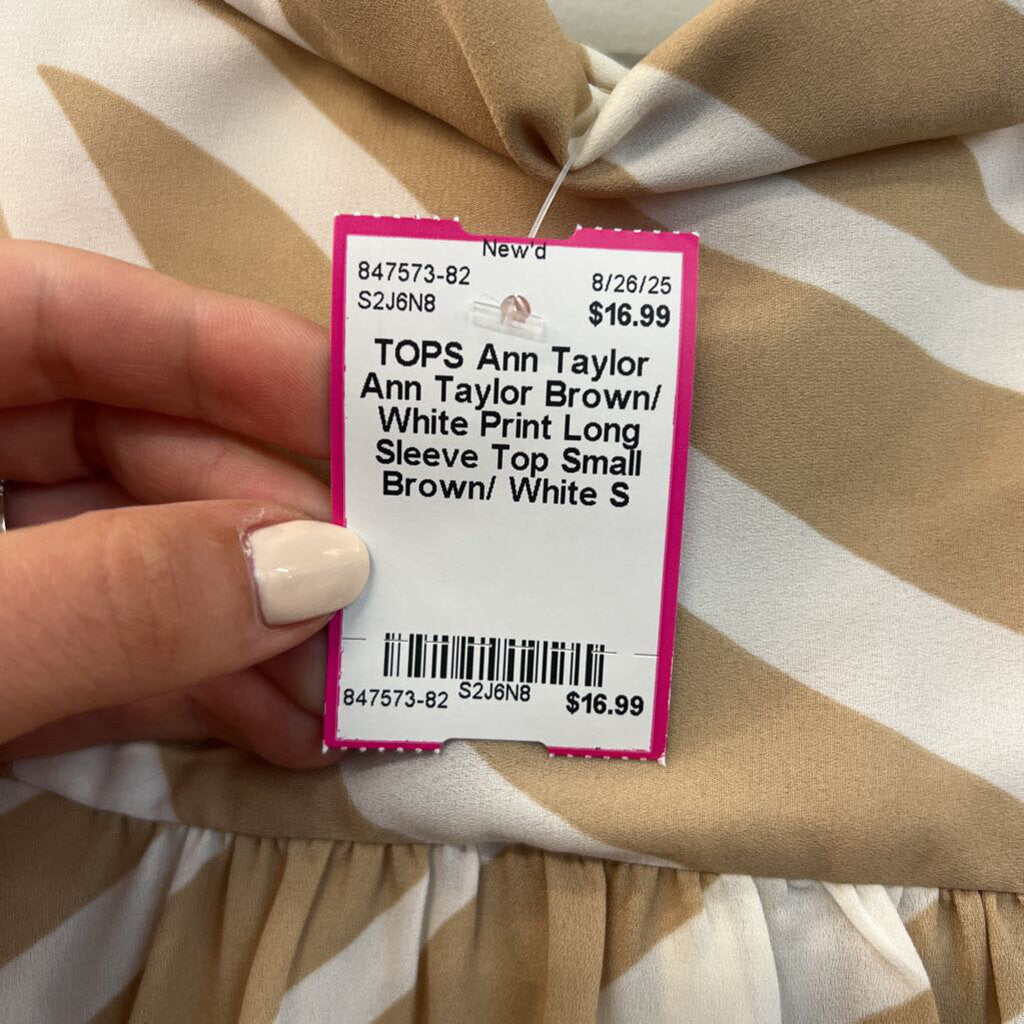 New'd
847573-82 8/26/25
S2J6N8 $16.99
TOPS Ann Taylor
Ann Taylor Brown/
White Print Long
Sleeve Top Small
Brown/ White S
847573-82 S2J6N8 $16.99